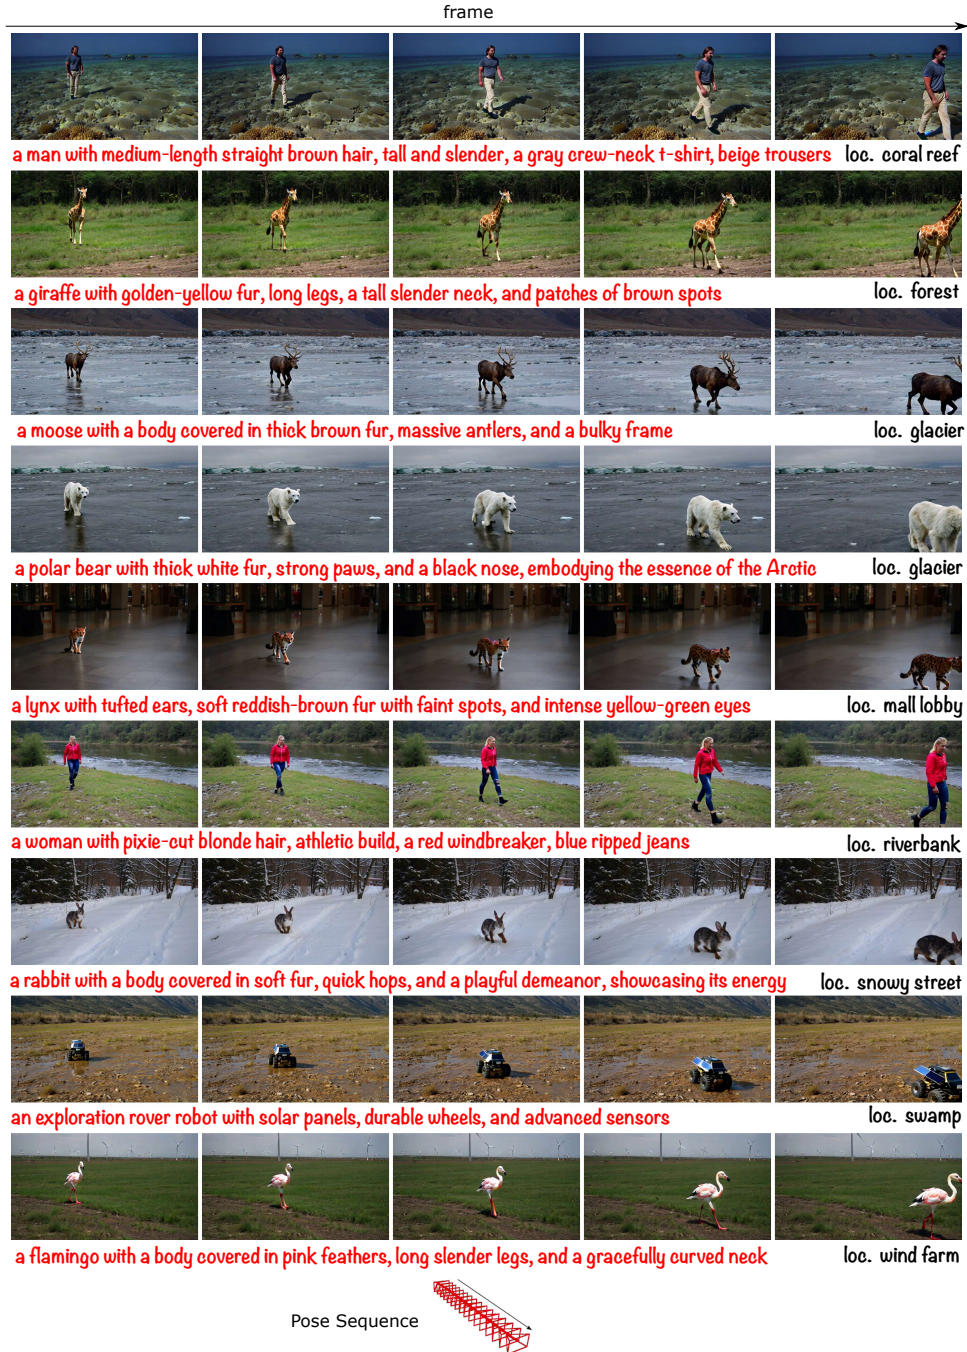 frame
a man with medium-length straight brown hair, tall and slender, a gray crew-neck t-shirt, beige trousers loc. coral reef
a giraffe with golden-yellow fur, long legs, a tall slender neck, and patches of brown spots loc. forest
a moose with a body covered in thick brown fur, massive antlers, and a bulky frame loc. glacier
a polar bear with thick white fur, strong paws, and a black nose, embodying the essence of the Arctic loc. glacier
a lynx with tufted ears, soft reddish-brown fur with faint spots, and intense yellow-green eyes loc. mall lobby
a woman with pixie-cut blonde hair, athletic build, a red windbreaker, blue ripped jeans loc. riverbank
a rabbit with a body covered in soft fur, quick hops, and a playful demeanor, showcasing its energy loc. snowy street
an exploration rover robot with solar panels, durable wheels, and advanced sensors loc. swamp
a flamingo with a body covered in pink feathers, long slender legs, and a gracefully curved neck loc. wind farm
Pose Sequence